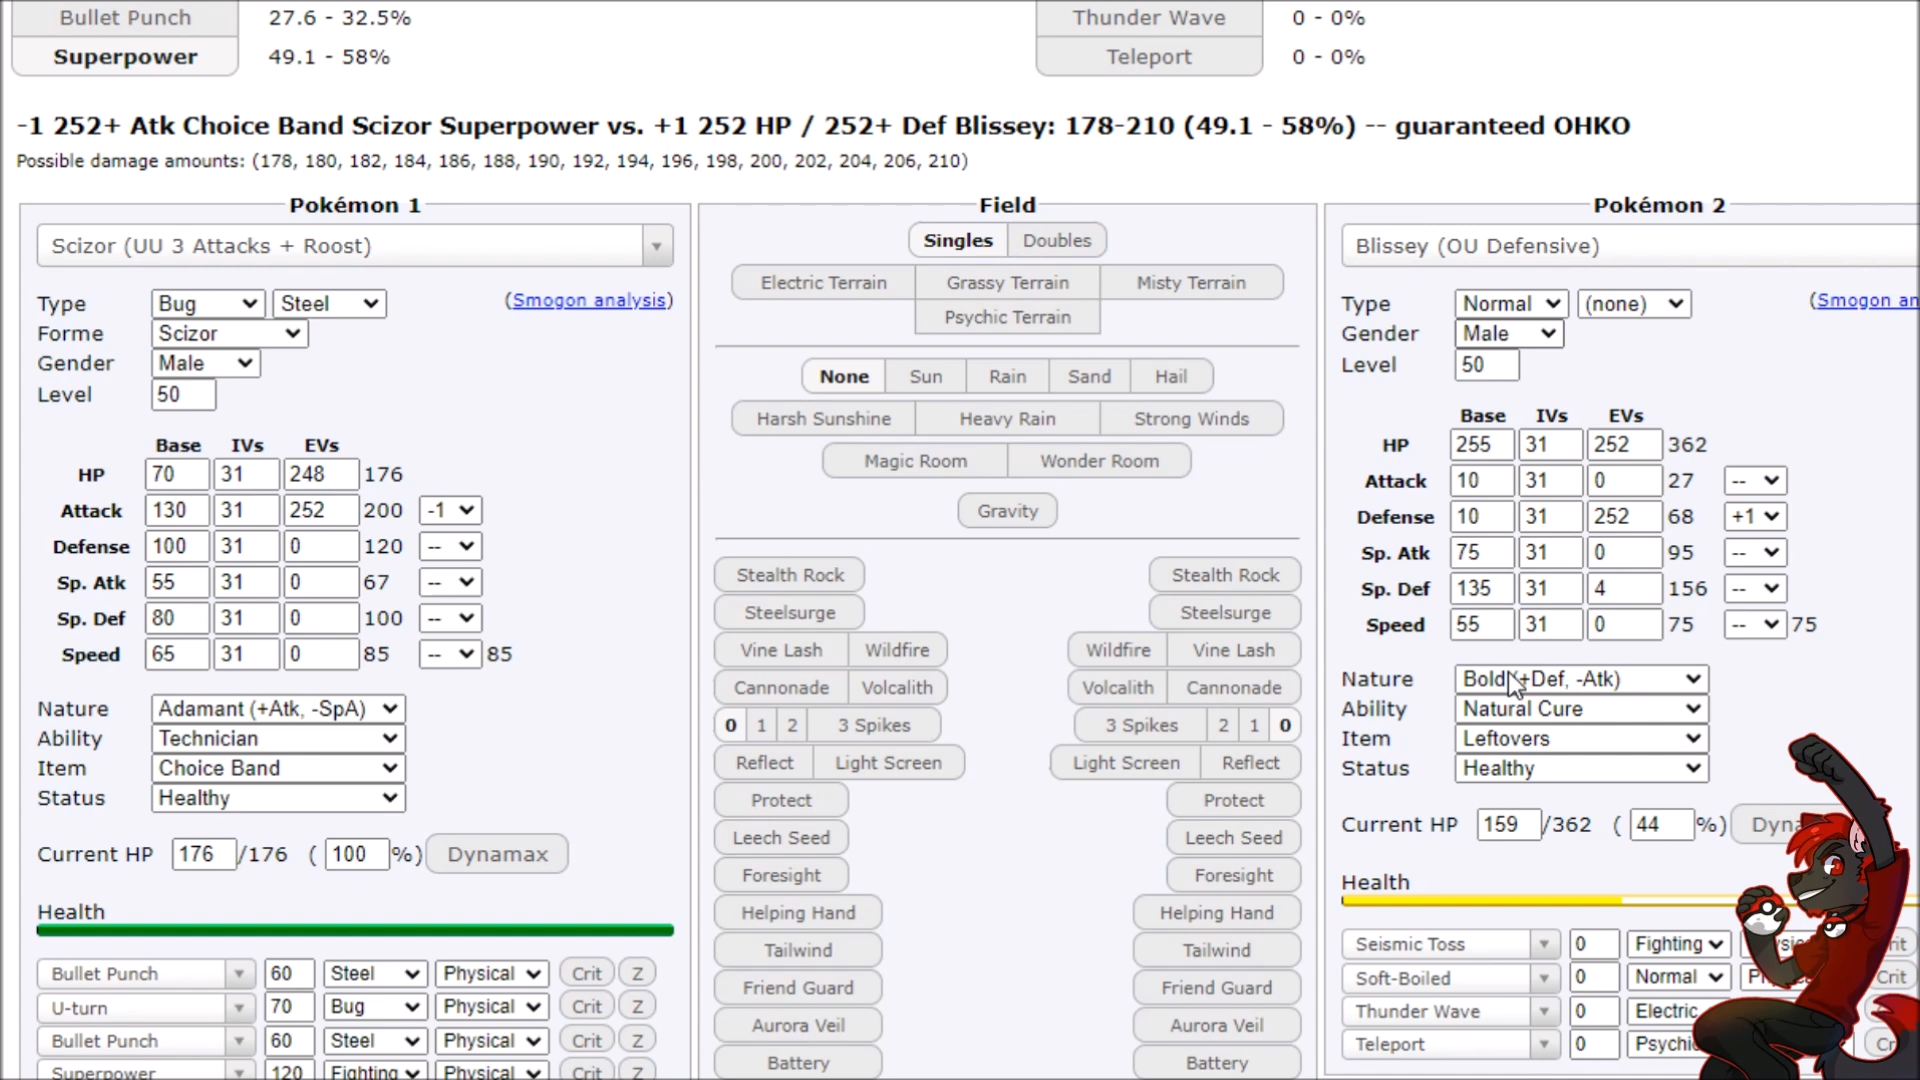 Bullet Punch 27.6 - 32.5% Thunder Wave 0 - 0%
Superpower 49.1 - 58% Teleport 0 - 0%
-1 252+ Atk Choice Band Scizor Superpower vs. +1 252 HP / 252+ Def Blissey: 178-210 (49.1 - 58%) -- guaranteed OHKO
Possible damage amounts: (178, 180, 182, 184, 186, 188, 190, 192, 194, 196, 198, 200, 202, 204, 206, 210)
Pokémon 1
Scizor (UU 3 Attacks + Roost)
Type Bug Steel (Smogon analysis)
Forme Scizor
Gender Male
Level 50
Base IVs EVs
HP 70 31 248 176
Attack 130 31 252 200 -1
Defense 100 31 0 120 --
Sp. Atk 55 31 0 67 --
Sp. Def 80 31 0 100 --
Speed 65 31 0 85 -- 85
Nature Adamant (+Atk, -SpA)
Ability Technician
Item Choice Band
Status Healthy
Current HP 176 /176 ( 100 %) Dynamax
Health
Bullet Punch 60 Steel Physical Crit Z
U-turn 70 Bug Physical Crit Z
Bullet Punch 60 Steel Physical Crit Z
Superpower 120 Fighting Physical Crit Z
Field
Singles Doubles
Electric Terrain Grassy Terrain Misty Terrain
Psychic Terrain
None Sun Rain Sand Hail
Harsh Sunshine Heavy Rain Strong Winds
Magic Room Wonder Room
Gravity
Stealth Rock Stealth Rock
Steelsurge Steelsurge
Vine Lash Wildfire Wildfire Vine Lash
Cannonade Volcalith Volcalith Cannonade
0 1 2 3 Spikes 3 Spikes 2 1 0
Reflect Light Screen Light Screen Reflect
Protect Protect
Leech Seed Leech Seed
Foresight Foresight
Helping Hand Helping Hand
Tailwind Tailwind
Friend Guard Friend Guard
Aurora Veil Aurora Veil
Battery Battery
Pokémon 2
Blissey (OU Defensive)
Type Normal (none) (Smogon an
Gender Male
Level 50
Base IVs EVs
HP 255 31 252 362
Attack 10 31 0 27 --
Defense 10 31 252 68 +1
Sp. Atk 75 31 0 95 --
Sp. Def 135 31 4 156 --
Speed 55 31 0 75 -- 75
Nature Bold (+Def, -Atk)
Ability Natural Cure
Item Leftovers
Status Healthy
Current HP 159 /362 ( 44 %) Dyna
Health
Seismic Toss 0 Fighting
Soft-Boiled 0 Normal Crit
Thunder Wave 0 Electric
Teleport 0 Psychic